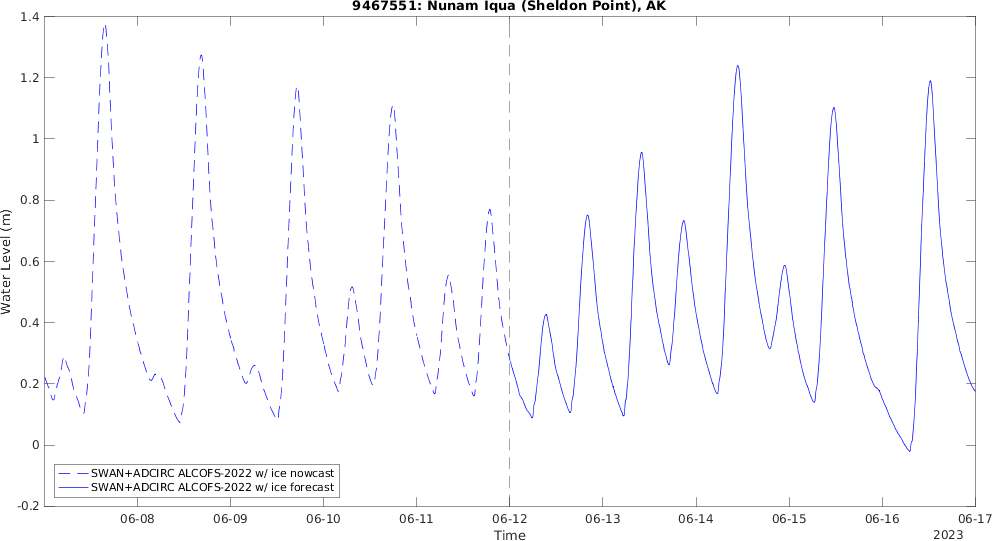 9467551: Nunam Iqua (Sheldon Point), AK
Water Level (m)
1.4
1.2
1
0.8
0.6
0.4
0.2
0
-0.2
SWAN+ADCIRC ALCOFS-2022 w/ ice nowcast
SWAN+ADCIRC ALCOFS-2022 w/ ice forecast
06-08 06-09 06-10 06-11 06-12 06-13 06-14 06-15 06-16 06-17
Time
2023